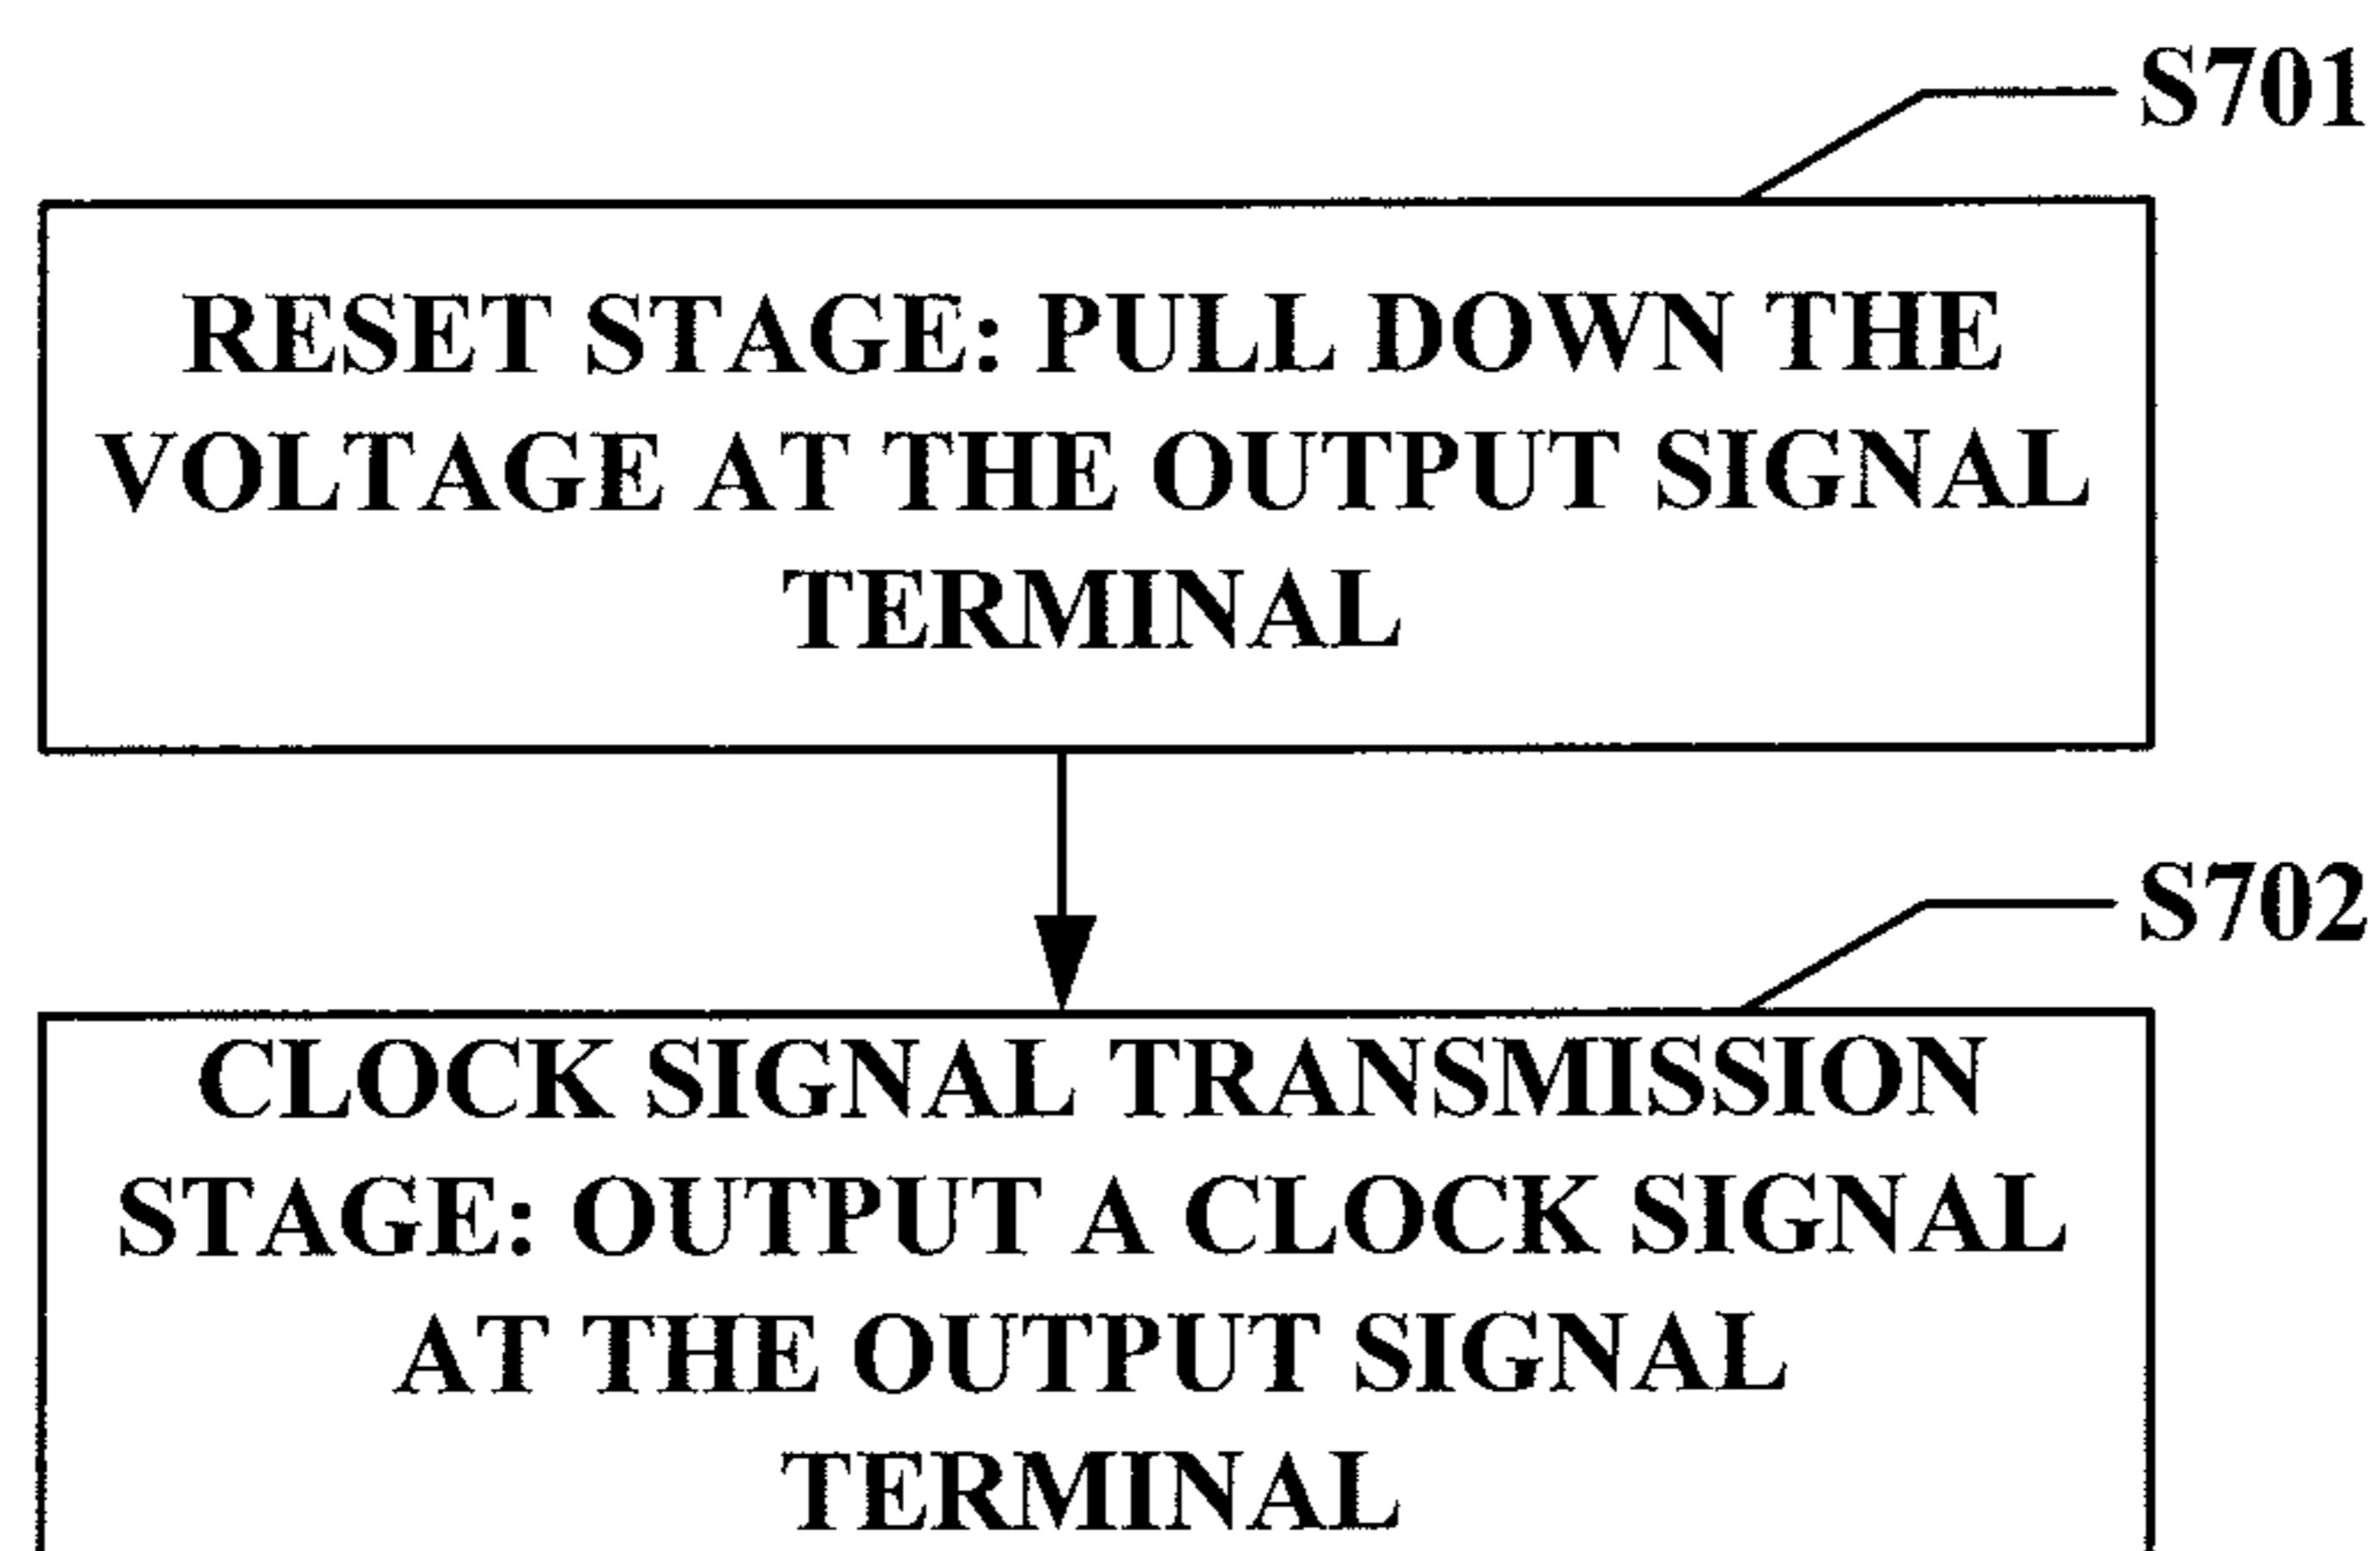 S701
RESET STAGE: PULL DOWN THE
VOLTAGE AT THE OUTPUT SIGNAL
TERMINAL
S702
CLOCK SIGNAL TRANSMISSION
STAGE: OUTPUT A CLOCK SIGNAL
AT THE OUTPUT SIGNAL
TERMINAL